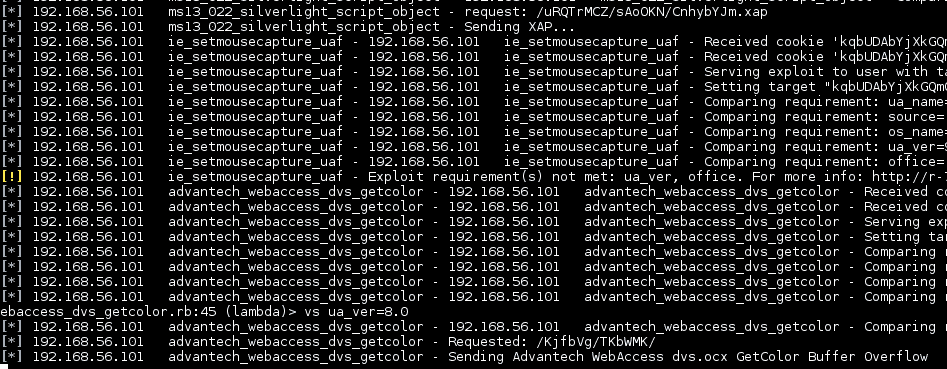 [*] 192.168.56.101   ms13_022_silverlight_script_object - request: /uRQTrMCZ/sAoOKN/CnhybYJm.xap
[*] 192.168.56.101   ms13_022_silverlight_script_object - Sending XAP...
[*] 192.168.56.101   ie_setmousecapture_uaf - 192.168.56.101   ie_setmousecapture_uaf - Received cookie 'kqbUDAbYjXkGQm
[*] 192.168.56.101   ie_setmousecapture_uaf - 192.168.56.101   ie_setmousecapture_uaf - Received cookie 'kqbUDAbYjXkGQm
[*] 192.168.56.101   ie_setmousecapture_uaf - 192.168.56.101   ie_setmousecapture_uaf - Serving exploit to user with ta
[*] 192.168.56.101   ie_setmousecapture_uaf - 192.168.56.101   ie_setmousecapture_uaf - Setting target "kqbUDAbYjXkGQm
[*] 192.168.56.101   ie_setmousecapture_uaf - 192.168.56.101   ie_setmousecapture_uaf - Comparing requirement: ua_name
[*] 192.168.56.101   ie_setmousecapture_uaf - 192.168.56.101   ie_setmousecapture_uaf - Comparing requirement: source=
[*] 192.168.56.101   ie_setmousecapture_uaf - 192.168.56.101   ie_setmousecapture_uaf - Comparing requirement: os_name
[*] 192.168.56.101   ie_setmousecapture_uaf - 192.168.56.101   ie_setmousecapture_uaf - Comparing requirement: ua_ver=9
[*] 192.168.56.101   ie_setmousecapture_uaf - 192.168.56.101   ie_setmousecapture_uaf - Comparing requirement: office=
[!] 192.168.56.101   ie_setmousecapture_uaf - Exploit requirement(s) not met: ua_ver, office. For more info: http://r-7
[*] 192.168.56.101   advantech_webaccess_dvs_getcolor - 192.168.56.101   advantech_webaccess_dvs_getcolor - Received co
[*] 192.168.56.101   advantech_webaccess_dvs_getcolor - 192.168.56.101   advantech_webaccess_dvs_getcolor - Received co
[*] 192.168.56.101   advantech_webaccess_dvs_getcolor - 192.168.56.101   advantech_webaccess_dvs_getcolor - Serving exp
[*] 192.168.56.101   advantech_webaccess_dvs_getcolor - 192.168.56.101   advantech_webaccess_dvs_getcolor - Setting tar
[*] 192.168.56.101   advantech_webaccess_dvs_getcolor - 192.168.56.101   advantech_webaccess_dvs_getcolor - Comparing r
[*] 192.168.56.101   advantech_webaccess_dvs_getcolor - 192.168.56.101   advantech_webaccess_dvs_getcolor - Comparing r
[*] 192.168.56.101   advantech_webaccess_dvs_getcolor - 192.168.56.101   advantech_webaccess_dvs_getcolor - Comparing r
[*] 192.168.56.101   advantech_webaccess_dvs_getcolor - 192.168.56.101   advantech_webaccess_dvs_getcolor - Comparing r
ebaccess_dvs_getcolor.rb:45 (lambda)> vs ua_ver=8.0
[*] 192.168.56.101   advantech_webaccess_dvs_getcolor - 192.168.56.101   advantech_webaccess_dvs_getcolor - Comparing r
[*] 192.168.56.101   advantech_webaccess_dvs_getcolor - Requested: /KjfbVg/TKbWMK/
[*] 192.168.56.101   advantech_webaccess_dvs_getcolor - Sending Advantech WebAccess dvs.ocx GetColor Buffer Overflow